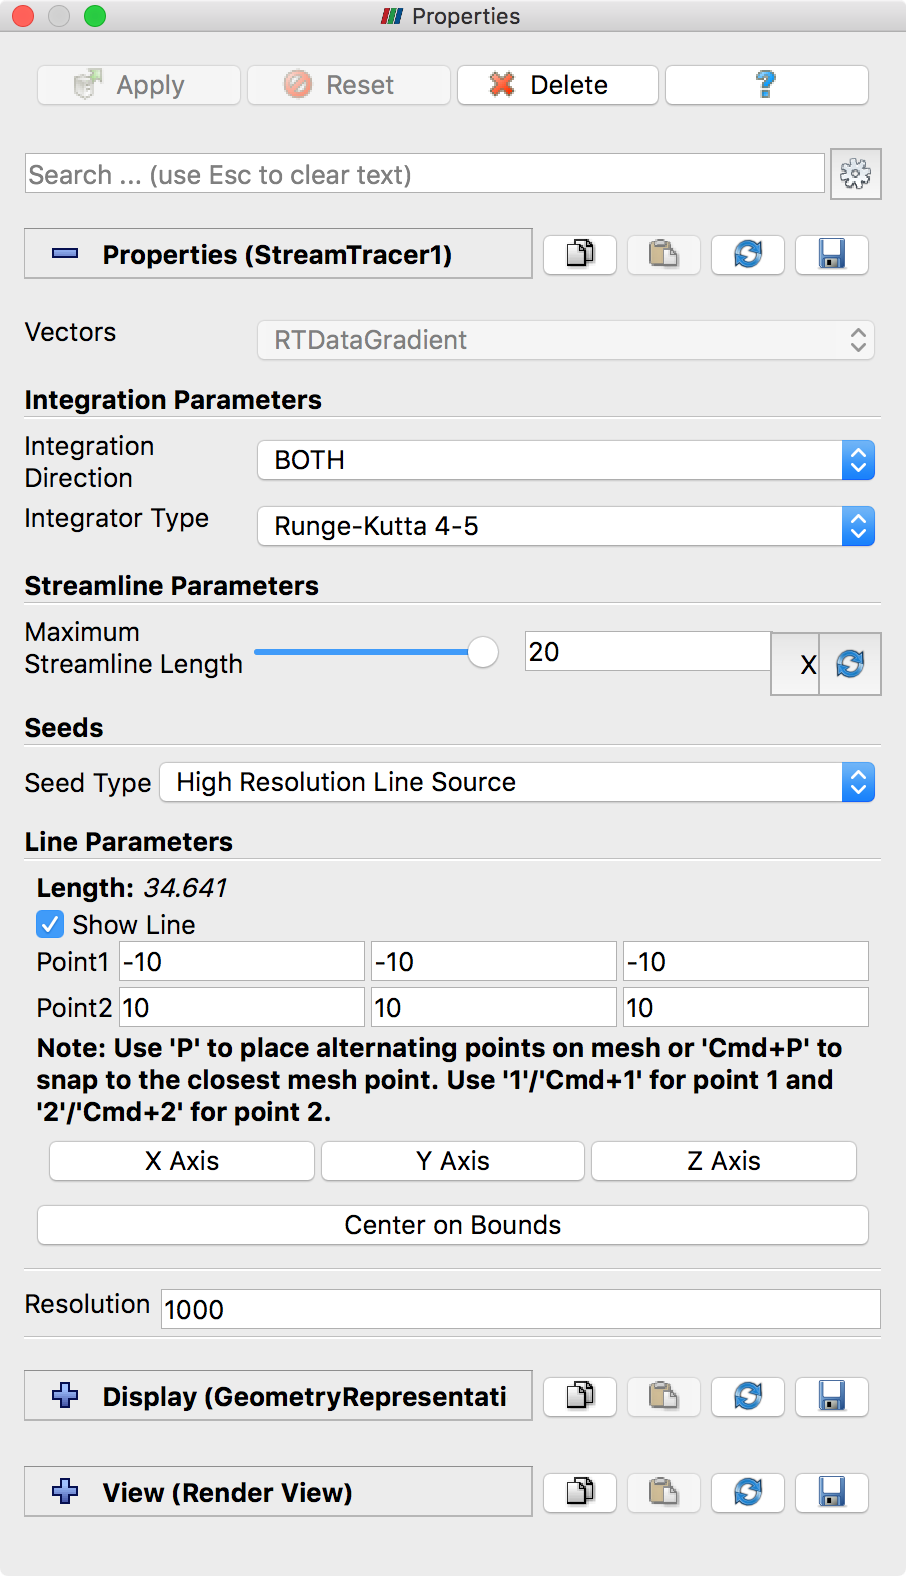 Properties
Apply Reset Delete ?
Search ... (use Esc to clear text)
Properties (StreamTracer1)
Vectors RTDataGradient
Integration Parameters
Integration
Direction
BOTH
Integrator Type Runge-Kutta 4-5
Streamline Parameters
Maximum
Streamline Length
20 X
Seeds
Seed Type High Resolution Line Source
Line Parameters
Length: 34.641
Show Line
Point1 -10 -10 -10
Point2 10 10 10
Note: Use 'P' to place alternating points on mesh or 'Cmd+P' to
snap to the closest mesh point. Use '1'/'Cmd+1' for point 1 and
'2'/'Cmd+2' for point 2.
X Axis Y Axis Z Axis
Center on Bounds
Resolution 1000
Display (GeometryRepresentati
View (Render View)